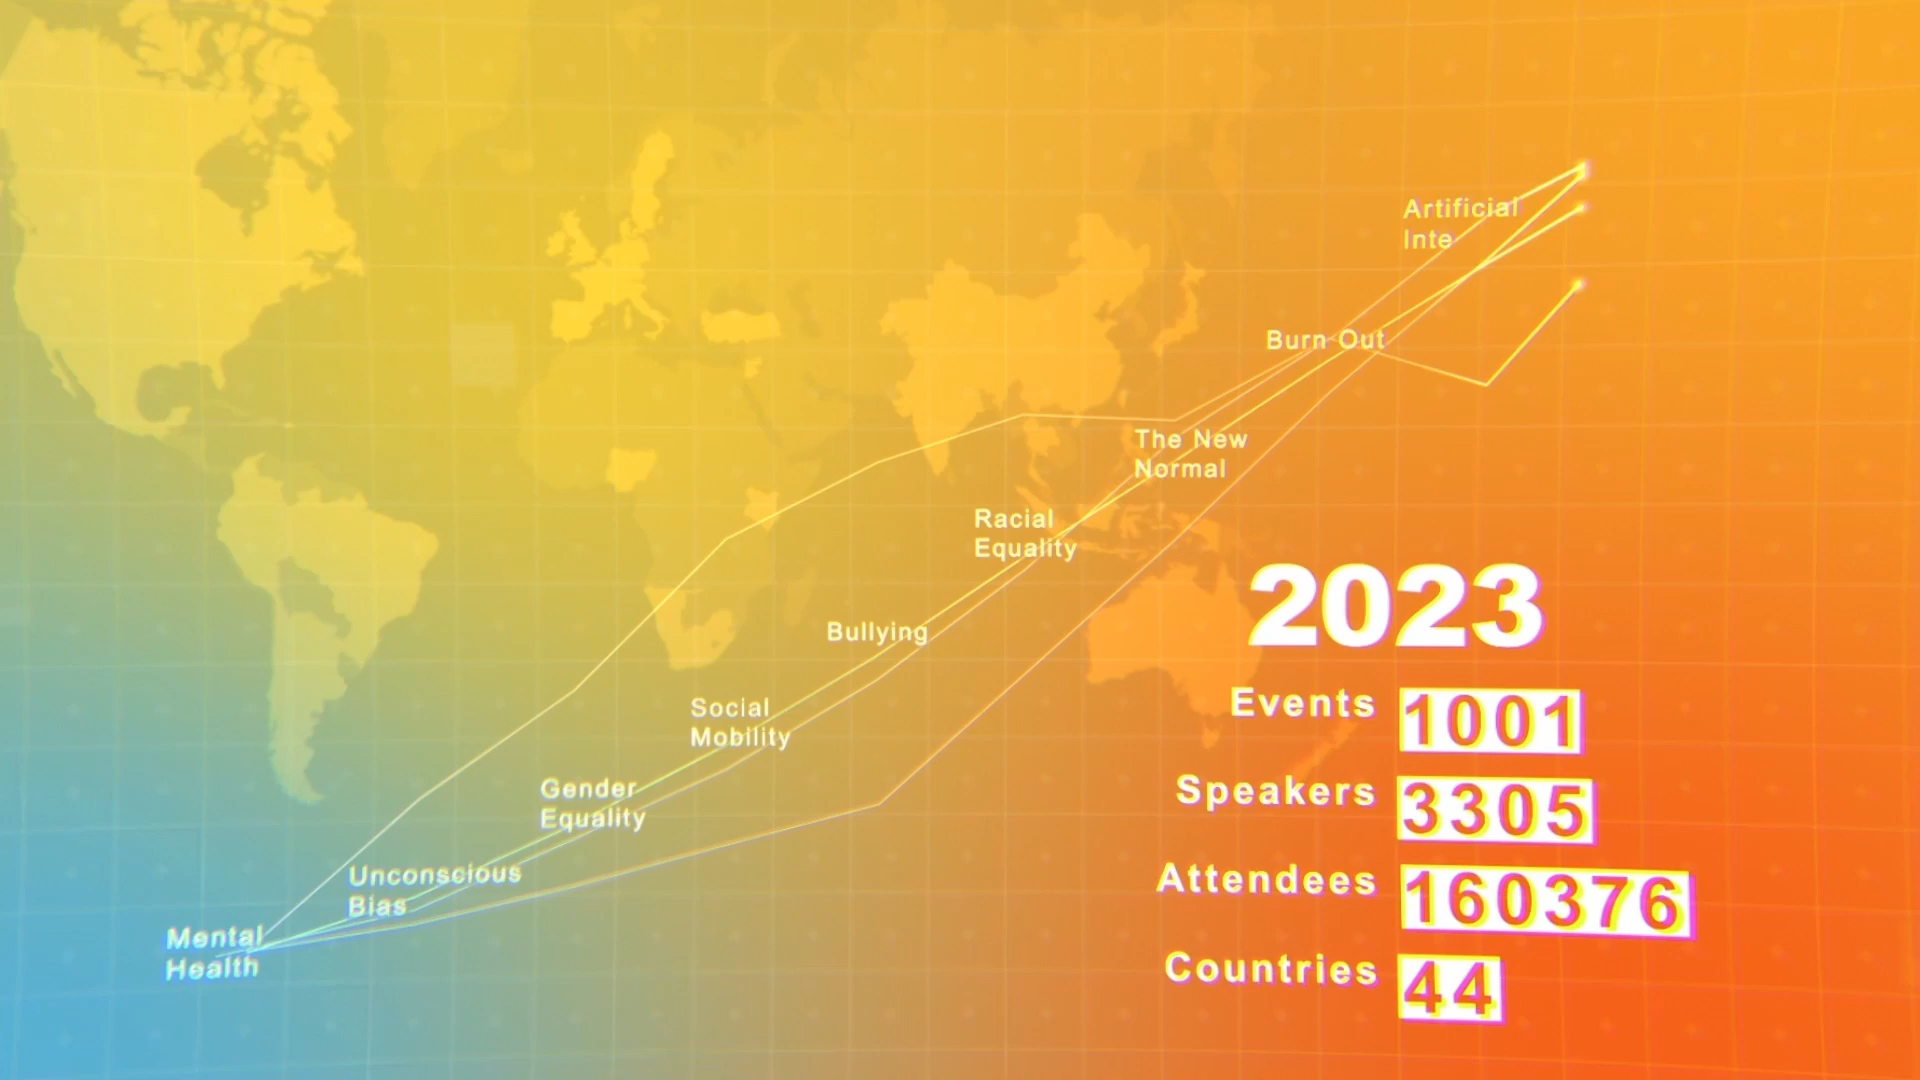 Artificial
Inte
Burn Out
The New
Normal
Racial
Equality
Bullying
Social
Mobility
Gender
Equality
Unconscious
Bias
Mental
Health
2023
Events 1001
Speakers 3305
Attendees 160376
Countries 44